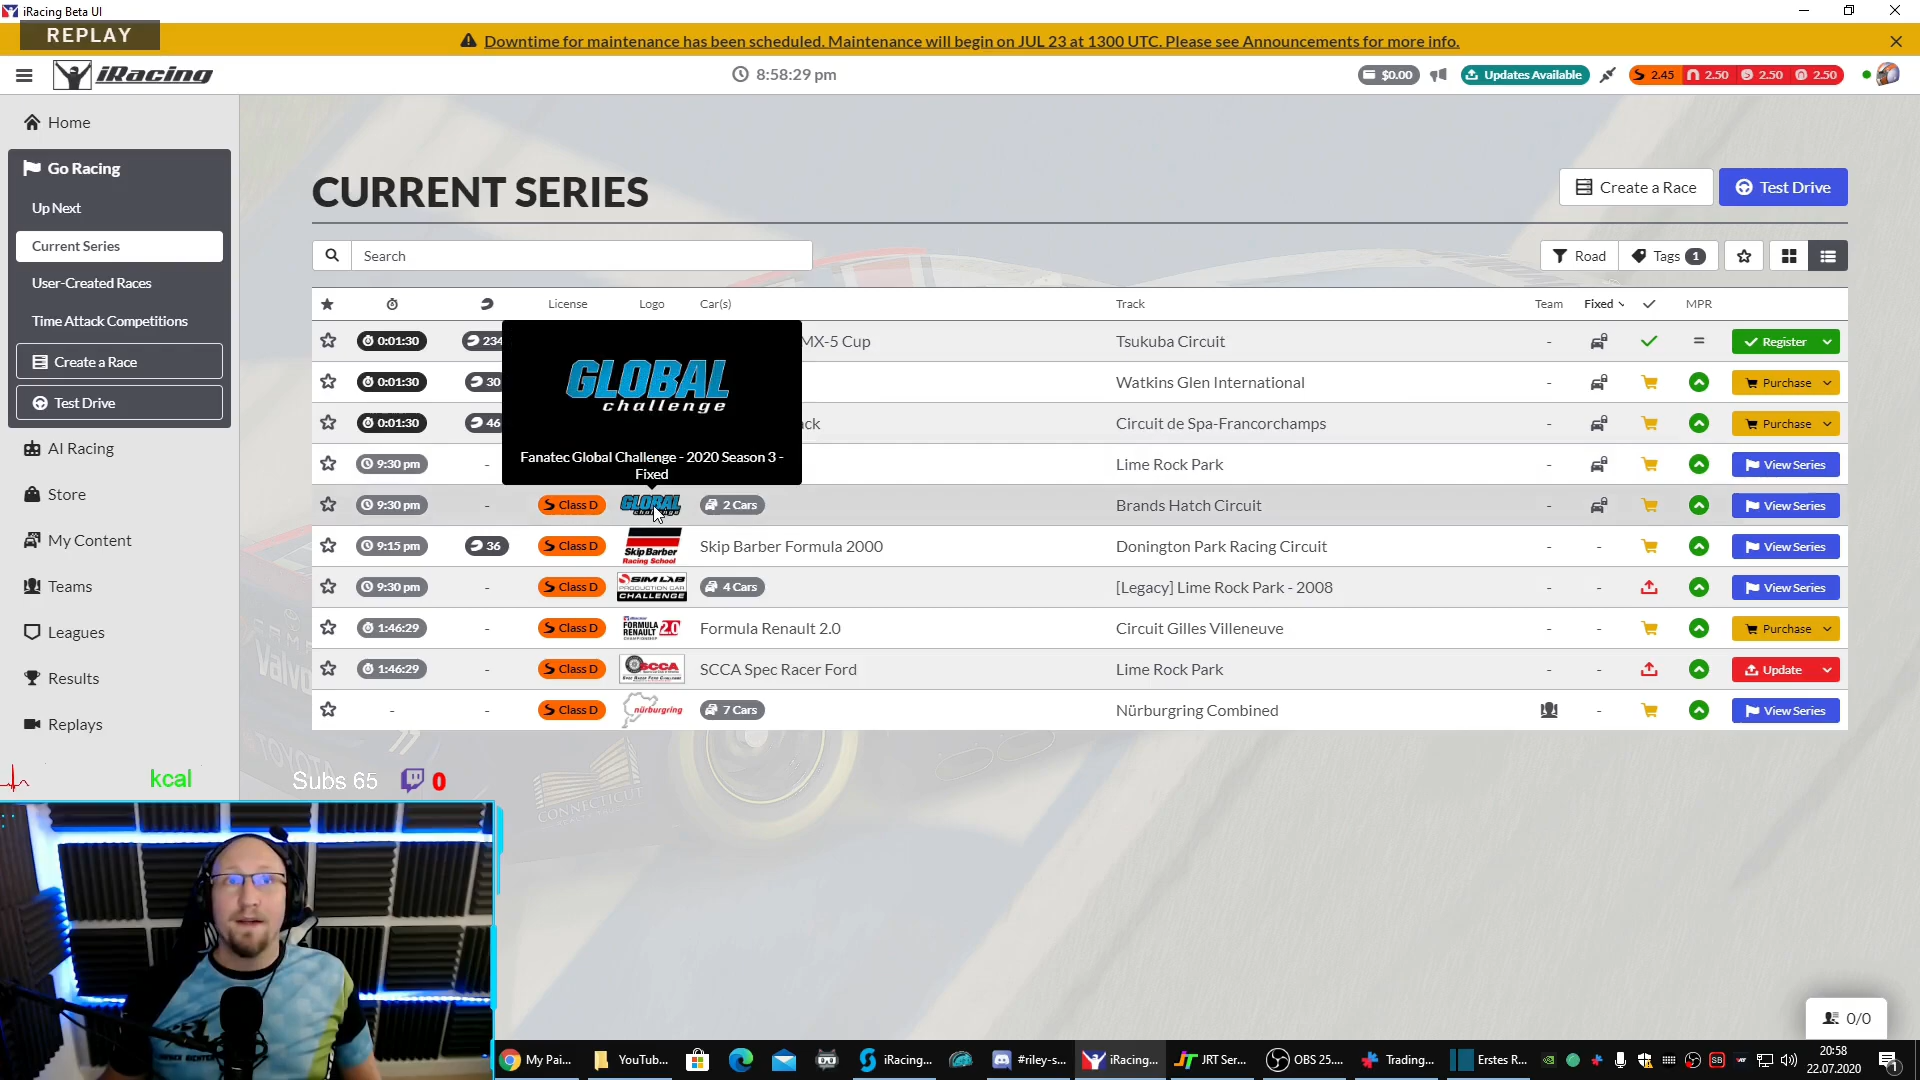 iRacing Beta UI
REPLAY
Downtime for maintenance has been scheduled. Maintenance will begin on JUL 23 at 1300 UTC. Please see Announcements for more info.
iRacing
8:58:29 pm
$0.00
Updates Available
2.45 2.50 2.50 2.50
Home
Go Racing
Up Next
Current Series
User-Created Races
Time Attack Competitions
Create a Race
Test Drive
AI Racing
Store
My Content
Teams
Leagues
Results
Replays
CURRENT SERIES
Create a Race
Test Drive
Search
Road
Tags 1
License Logo Car(s) Track Team Fixed MPR
0:01:30 234 MX-5 Cup Tsukuba Circuit - = Register
0:01:30 30 Watkins Glen International - Purchase
0:01:30 46 ck Circuit de Spa-Francorchamps - Purchase
9:30 pm - Lime Rock Park - View Series
GLOBAL
challenge
Fanatec Global Challenge - 2020 Season 3 -
Fixed
9:30 pm - Class D GLOBAL 2 Cars Brands Hatch Circuit - View Series
9:15 pm 36 Class D Skip Barber Racing School Skip Barber Formula 2000 Donington Park Racing Circuit - - View Series
9:30 pm - Class D SIM LAB PRODUCTION CAR CHALLENGE 4 Cars [Legacy] Lime Rock Park - 2008 - - View Series
1:46:29 - Class D FORMULA RENAULT 2.0 Formula Renault 2.0 Circuit Gilles Villeneuve - - Purchase
1:46:29 - Class D SCCA SCCA Spec Racer Ford Lime Rock Park - - Update
- - Class D nürburgring 7 Cars Nürburgring Combined - View Series
Valvo
TOYOTA
CONNECTICUT
kcal
Subs 65
0
0/0
My Pai...
YouTub...
iRacing...
#riley-s...
iRacing...
JRT Ser...
OBS 25....
Trading...
Erstes R...
20:58
22.07.2020
1